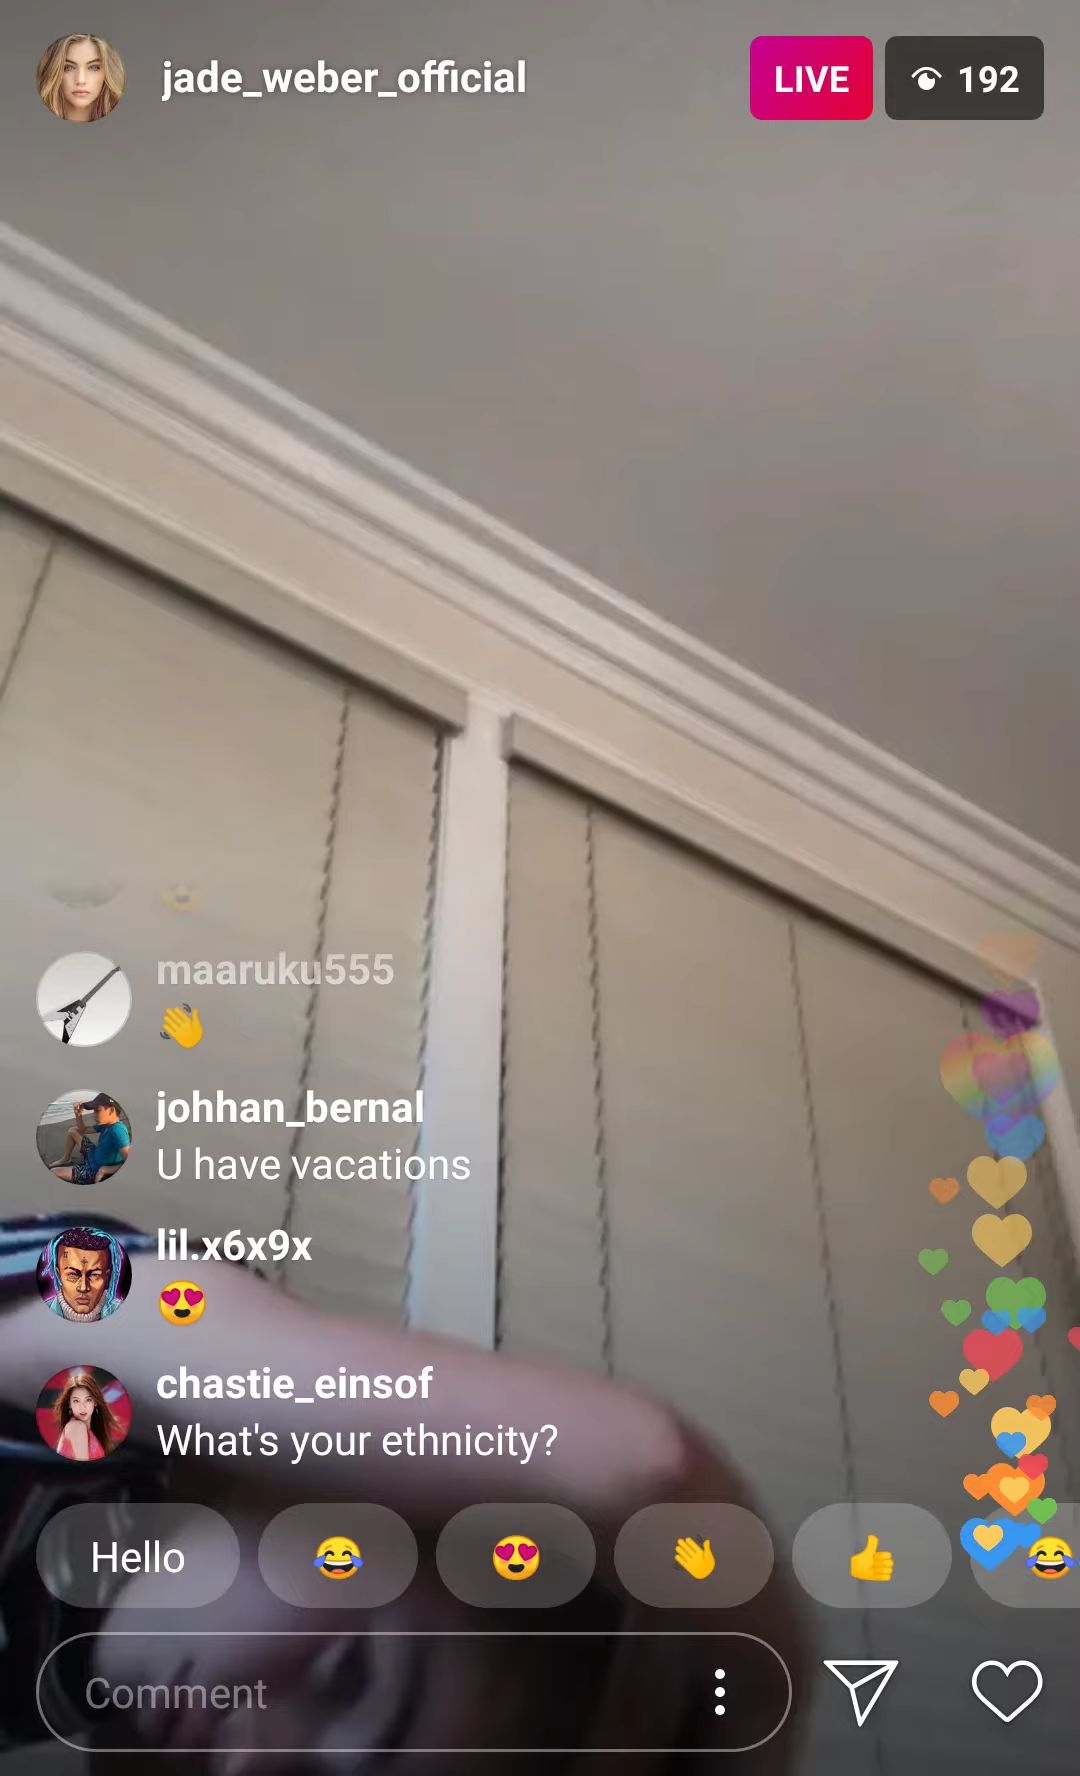 jade_weber_official
LIVE
192
maaruku555
👋
johhan_bernal
U have vacations
lil.x6x9x
😍
chastie_einsof
What's your ethnicity?
Hello 😂 😍 👋 👍 😂
Comment